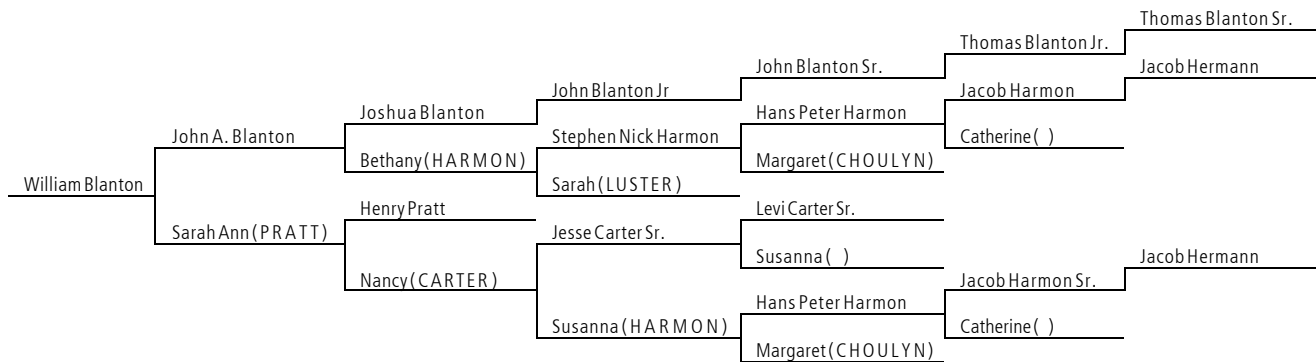 Thomas Blanton Sr.
Thomas Blanton Jr.
John Blanton Sr.
Jacob Hermann
John Blanton Jr
Jacob Harmon
Joshua Blanton
Hans Peter Harmon
John A. Blanton
Stephen Nick Harmon
Catherine ( )
Bethany (HARMON)
Margaret (CHOULYN)
William Blanton
Sarah (LUSTER)
Henry Pratt
Levi Carter Sr.
Sarah Ann (PRATT)
Jesse Carter Sr.
Susanna ( )
Jacob Hermann
Nancy (CARTER)
Jacob Harmon Sr.
Hans Peter Harmon
Susanna (HARMON)
Catherine ( )
Margaret (CHOULYN)